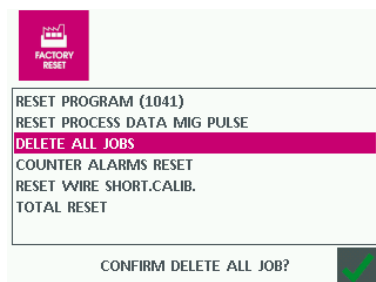 FACTORY
RESET
RESET PROGRAM (1041)
RESET PROCESS DATA MIG PULSE
DELETE ALL JOBS
COUNTER ALARMS RESET
RESET WIRE SHORT.CALIB.
TOTAL RESET
CONFIRM DELETE ALL JOB?